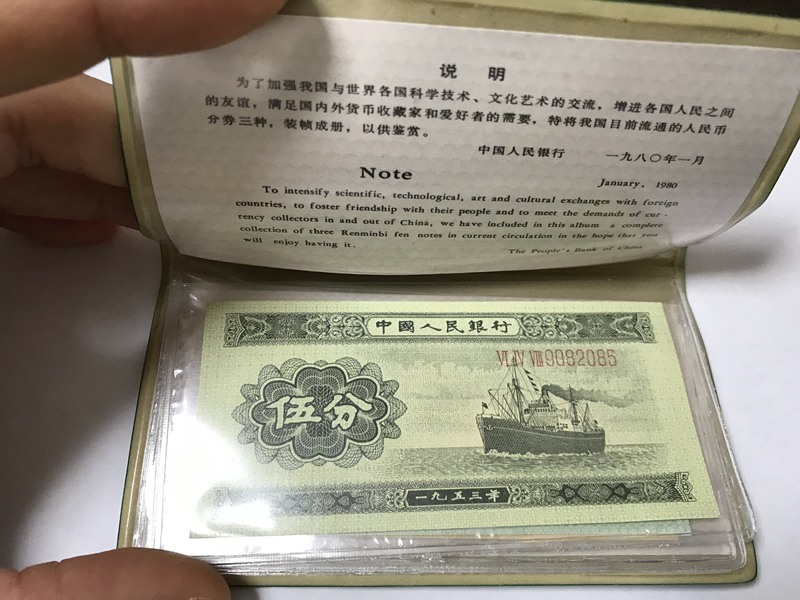 说 明
为了加强我国与世界各国科学技术、文化艺术的交流，增进各国人民之间
的友谊，满足国内外货币收藏家和爱好者的需要，特将我国目前流通的人民币
分券三种，装帧成册，以供鉴赏。
中国人民银行 一九八〇年一月
Note
January, 1980
To intensify scientific, technological, art and cultural exchanges with foreign
countries, to foster friendship with their people and to meet the demands of cur-
rency collectors in and out of China, we have included in this album a complete
collection of three Renminbi fen notes in current circulation in the hope that you
will enjoy having it.
The People's Bank of China
中國人民銀行
VI IV VIII 9082085
伍分
一九五三年